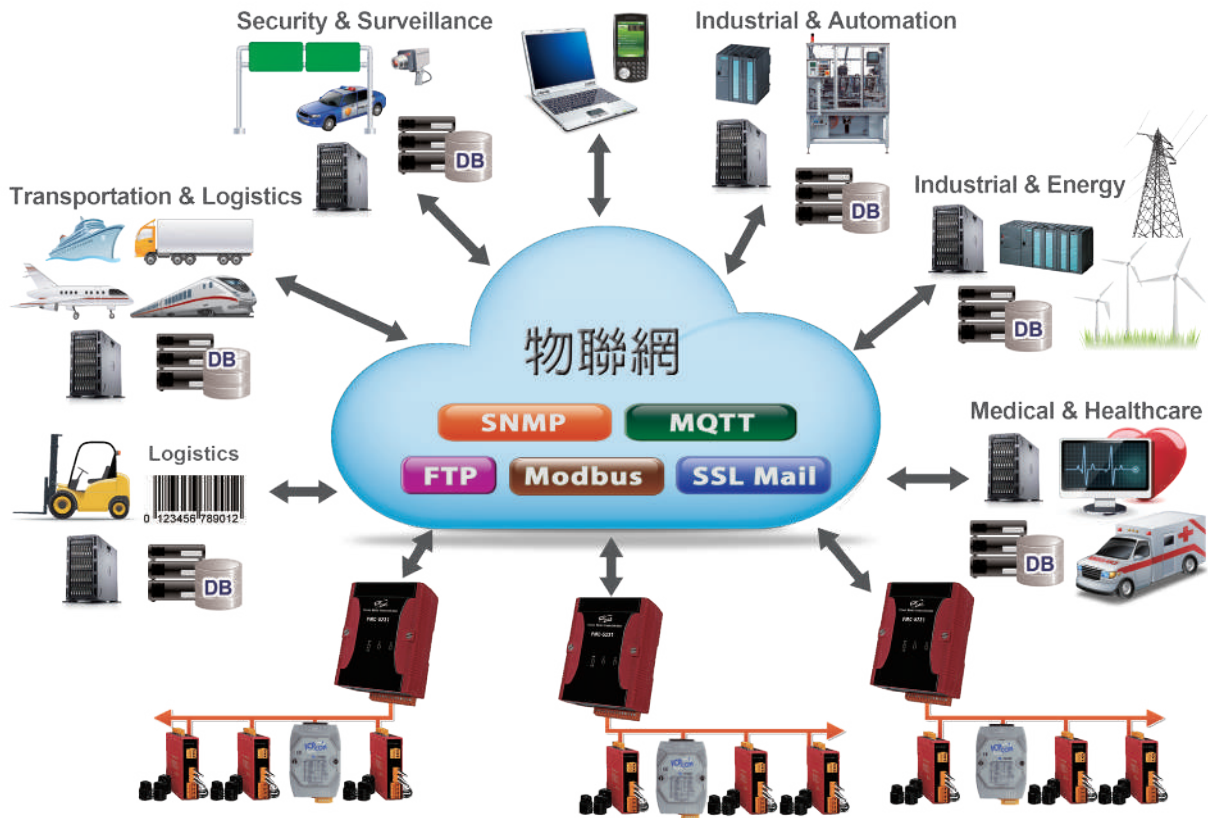 Security & Surveillance
Industrial & Automation
DB
DB
Transportation & Logistics
Industrial & Energy
DB
DB
物聯網
SNMP
MQTT
FTP
Modbus
SSL Mail
Medical & Healthcare
Logistics
0 123456 789012
DB
DB